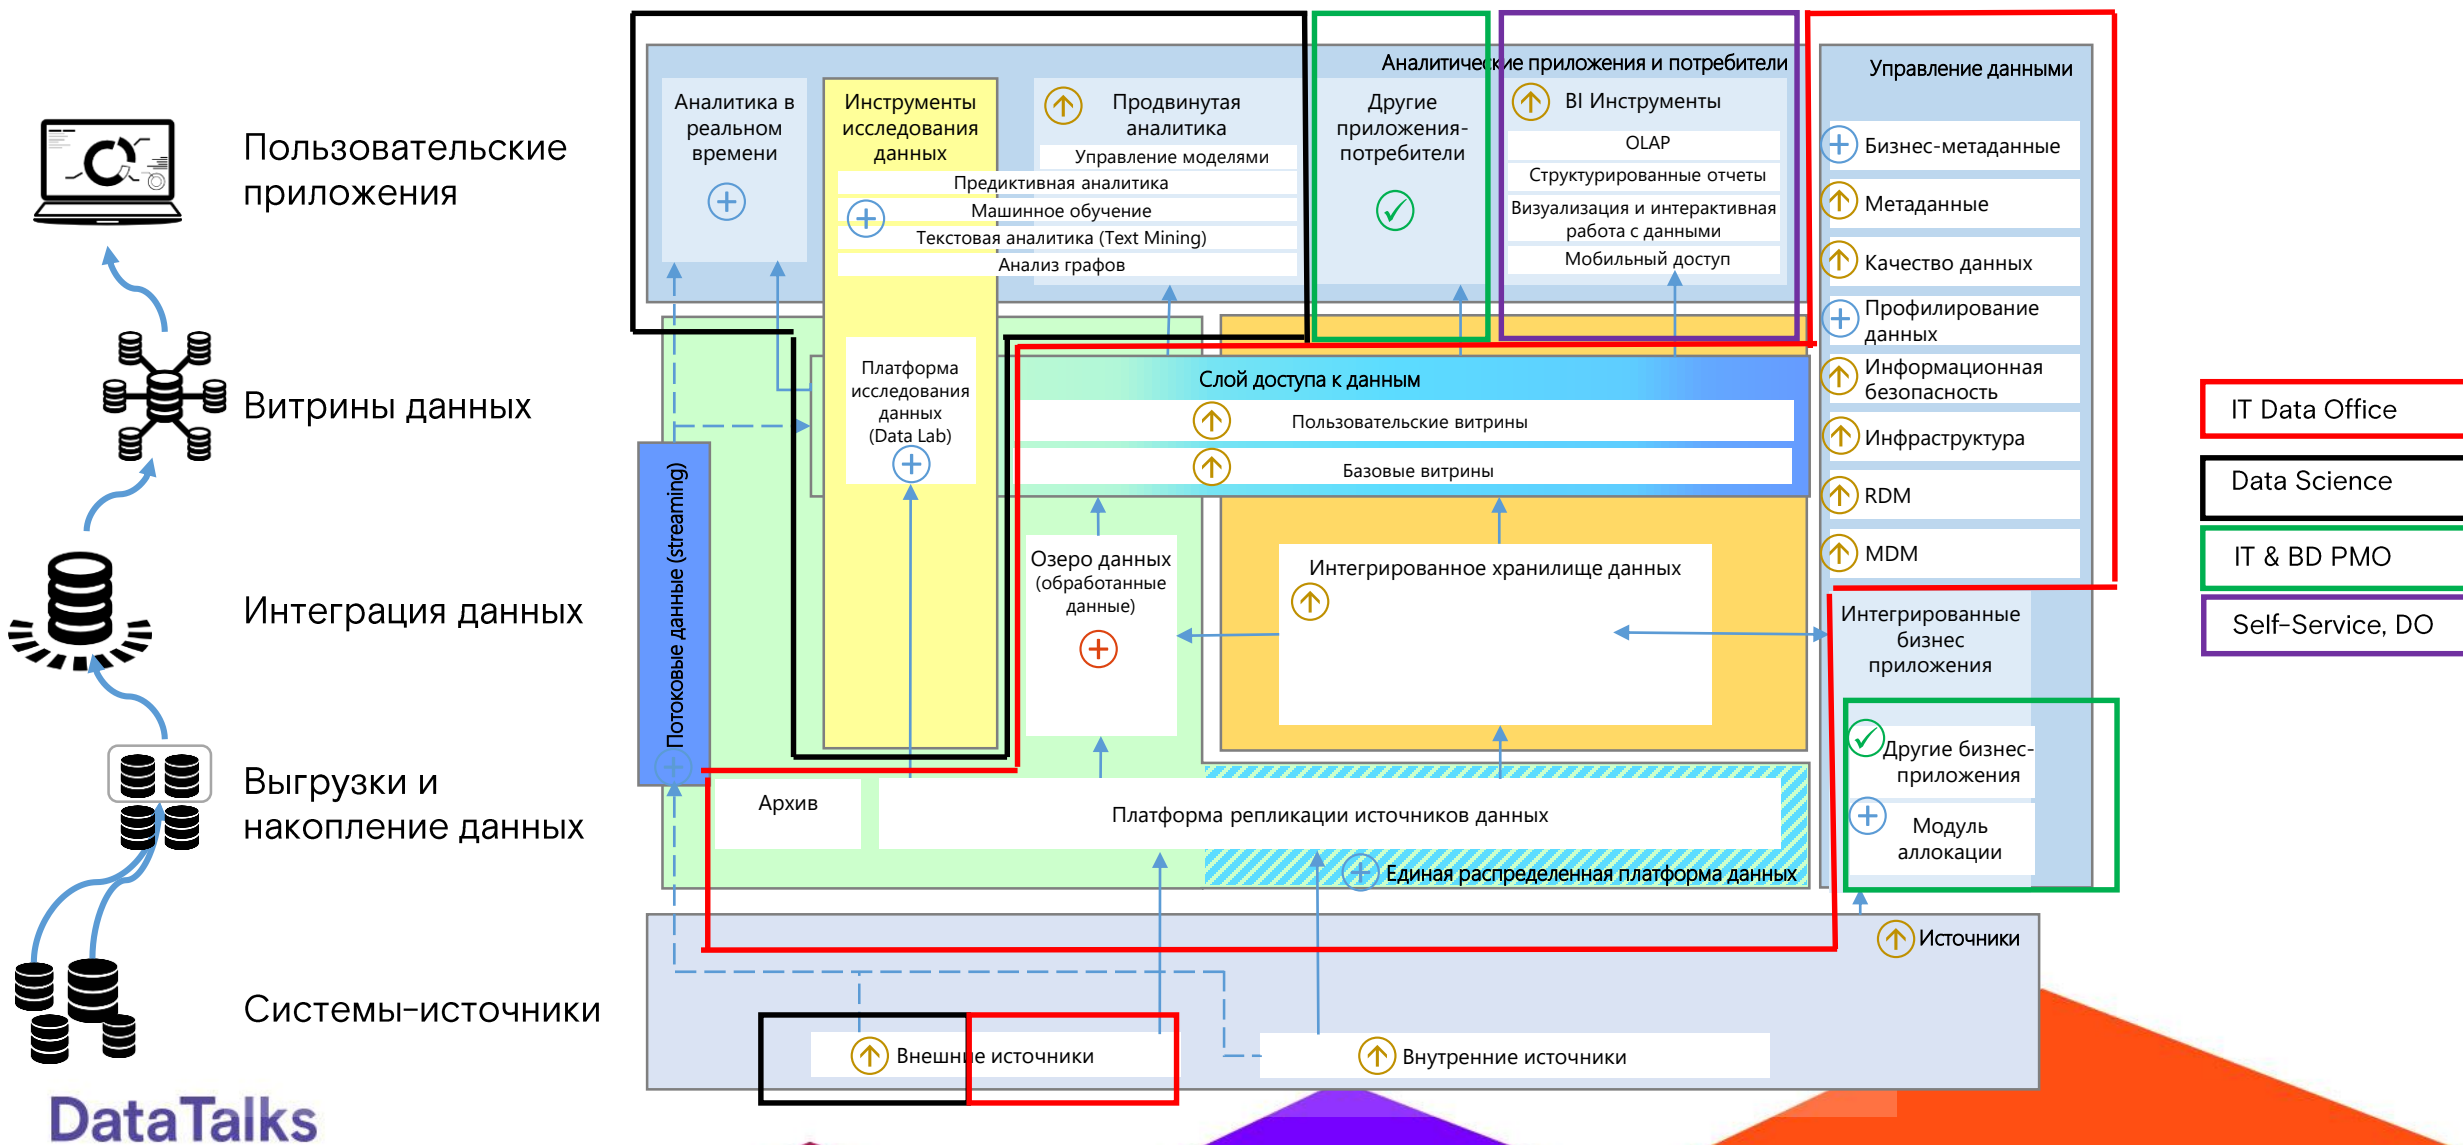 Пользовательские
приложения
Витрины данных
Интеграция данных
Выгрузки и
накопление данных
Системы-источники
DataTalks
Аналитические приложения и потребители
Аналитика в
реальном
времени
Инструменты
исследования
данных
Продвинутая
аналитика
Управление моделями
Предиктивная аналитика
Машинное обучение
Текстовая аналитика (Text Mining)
Анализ графов
Другие
приложения-
потребители
BI Инструменты
OLAP
Структурированные отчеты
Визуализация и интерактивная
работа с данными
Мобильный доступ
Управление данными
Бизнес-метаданные
Метаданные
Качество данных
Профилирование
данных
Информационная
безопасность
Инфраструктура
RDM
MDM
Платформа
исследования
данных
(Data Lab)
Слой доступа к данным
Пользовательские витрины
Базовые витрины
Потоковые данные (streaming)
Озеро данных
(обработанные
данные)
Интегрированное хранилище данных
Интегрированные
бизнес
приложения
Другие бизнес-
приложения
Модуль
аллокации
Архив
Платформа репликации источников данных
Единая распределенная платформа данных
Источники
Внешние источники
Внутренние источники
IT Data Office
Data Science
IT & BD PMO
Self-Service, DO